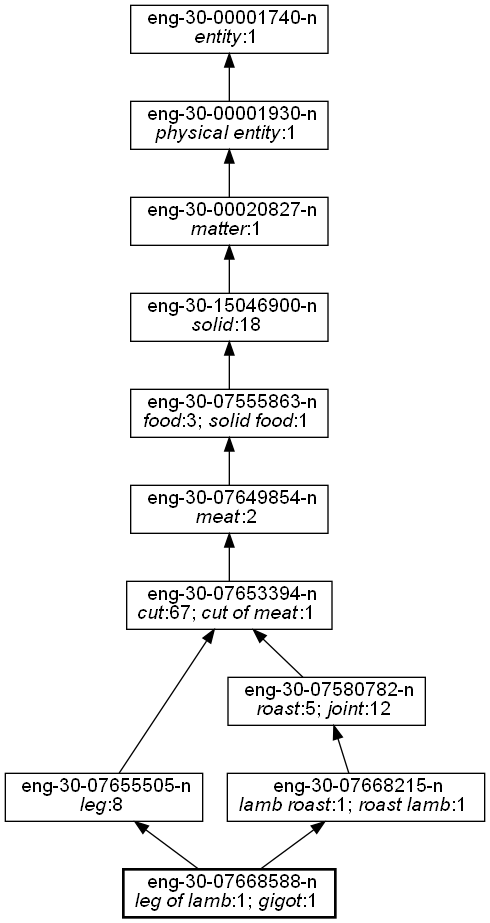 eng-30-00001740-n
entity:1
eng-30-00001930-n
physical entity:1
eng-30-00020827-n
matter:1
eng-30-15046900-n
solid:18
eng-30-07555863-n
food:3; solid food:1
eng-30-07649854-n
meat:2
eng-30-07653394-n
cut:67; cut of meat:1
eng-30-07580782-n
roast:5; joint:12
eng-30-07655505-n
leg:8
eng-30-07668215-n
lamb roast:1; roast lamb:1
eng-30-07668588-n
leg of lamb:1; gigot:1